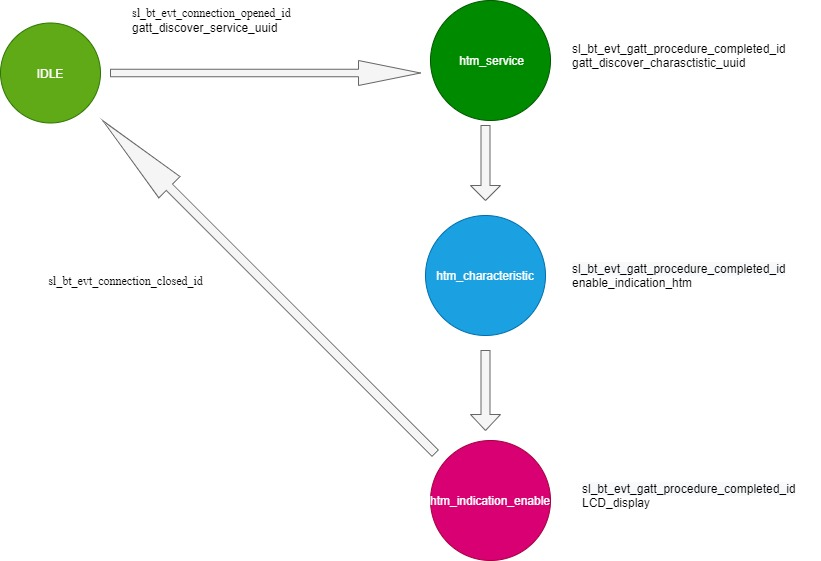 sl_bt_evt_connection_opened_id
gatt_discover_service_uuid
IDLE
htm_service
sl_bt_evt_gatt_procedure_completed_id
gatt_discover_charasctistic_uuid
htm_characteristic
sl_bt_evt_gatt_procedure_completed_id
enable_indication_htm
sl_bt_evt_connection_closed_id
htm_indication_enable
sl_bt_evt_gatt_procedure_completed_id
LCD_display